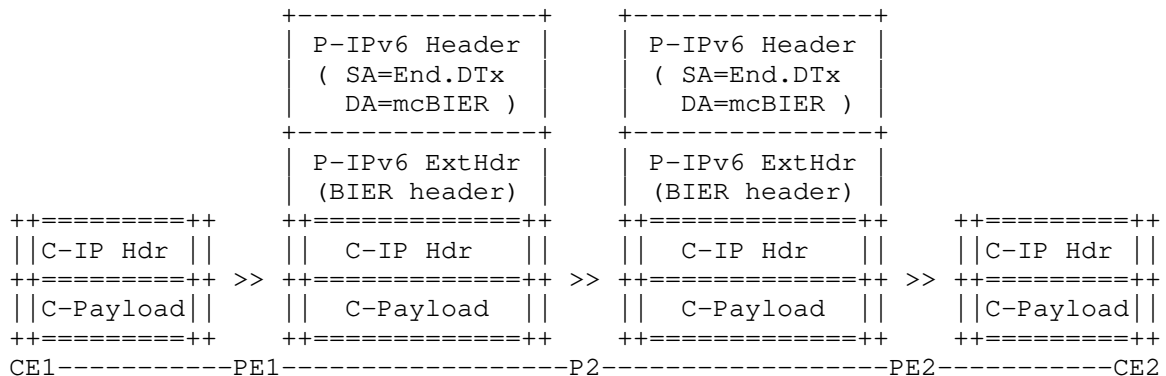 +---------------+     +---------------+
                     | P-IPv6 Header |     | P-IPv6 Header |
                     | ( SA=End.DTx  |     | ( SA=End.DTx  |
                     |   DA=mcBIER ) |     |   DA=mcBIER ) |
                     +---------------+     +---------------+
                     | P-IPv6 ExtHdr |     | P-IPv6 ExtHdr |
                     | (BIER header) |     | (BIER header) |
++=========++    ++=============++    ++=============++    ++=========++
||C-IP Hdr ||    ||  C-IP Hdr   ||    ||  C-IP Hdr   ||    ||C-IP Hdr ||
++=========++ >> ++=============++ >> ++=============++ >> ++=========++
||C-Payload||    ||  C-Payload  ||    ||  C-Payload  ||    ||C-Payload||
++=========++    ++=============++    ++=============++    ++=========++
CE1-----------PE1------------------P2------------------PE2-----------CE2